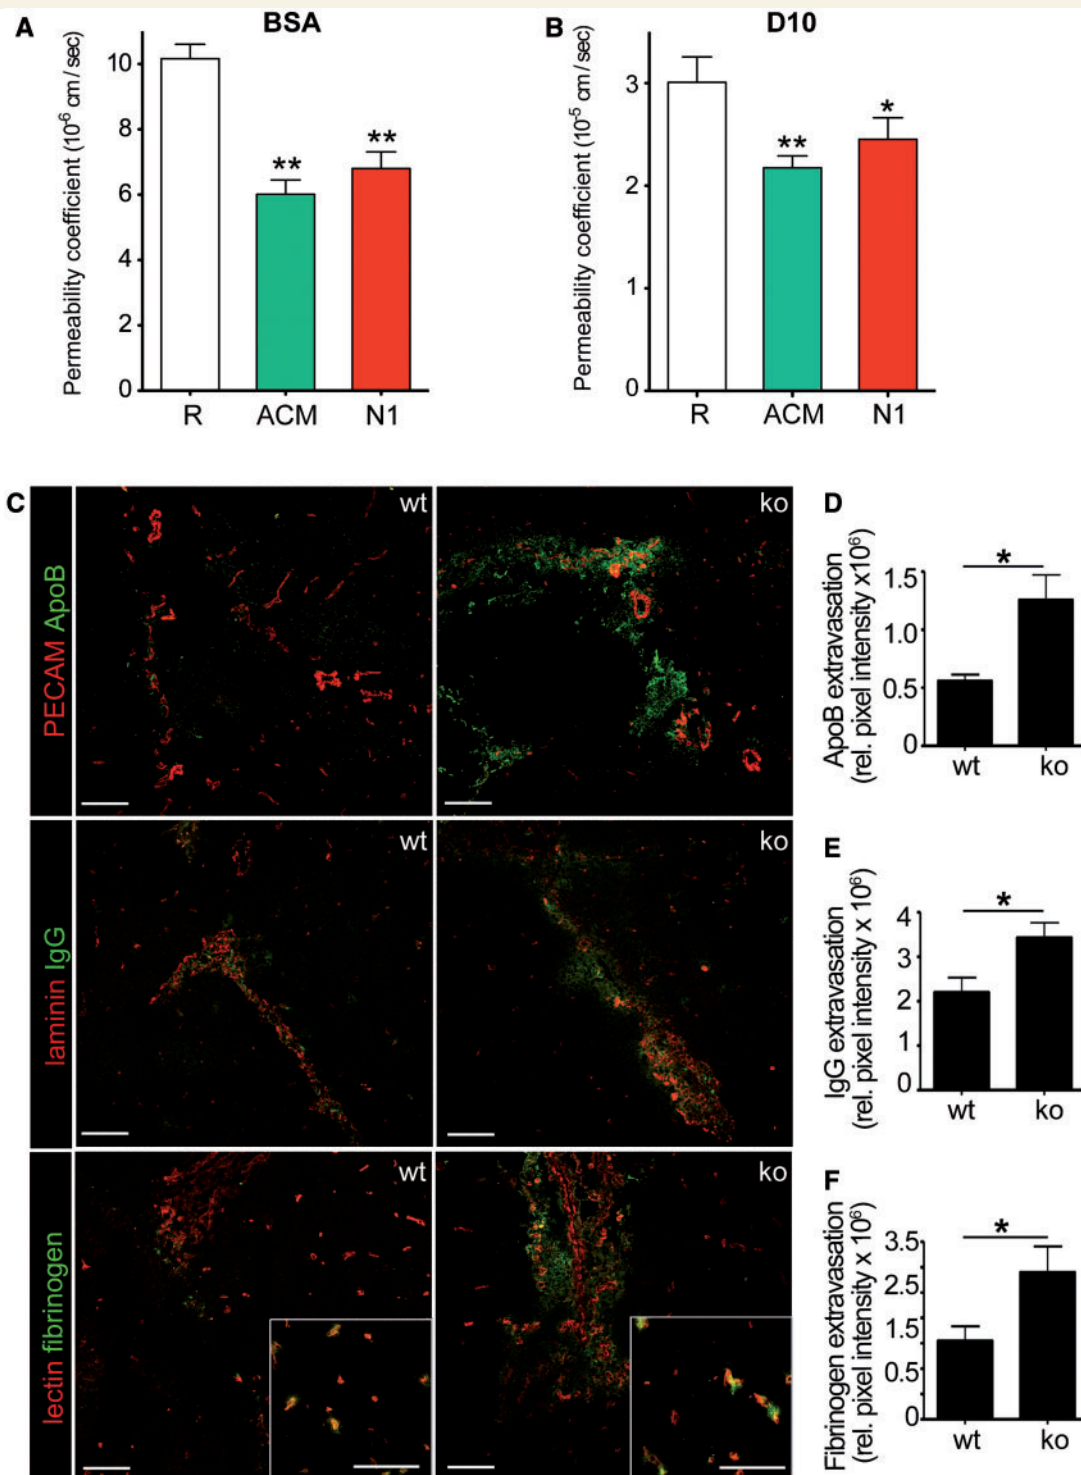 A
BSA
Permeability coefficient (10⁻⁶ cm / sec)
10
8
6
4
2
0
**
**
R
ACM
N1
B
D10
Permeability coefficient (10⁻⁵ cm / sec)
3
2
1
0
**
*
R
ACM
N1
C
PECAM ApoB
wt
ko
laminin IgG
wt
ko
lectin fibrinogen
wt
ko
D
ApoB extravasation
(rel. pixel intensity x10⁶)
1.5
1.0
0.5
0
*
wt
ko
E
IgG extravasation
(rel. pixel intensity x 10⁶)
4
3
2
1
0
*
wt
ko
F
Fibrinogen extravasation
(rel. pixel intensity x 10⁶)
3.5
2.5
1.5
0.5
0
*
wt
ko